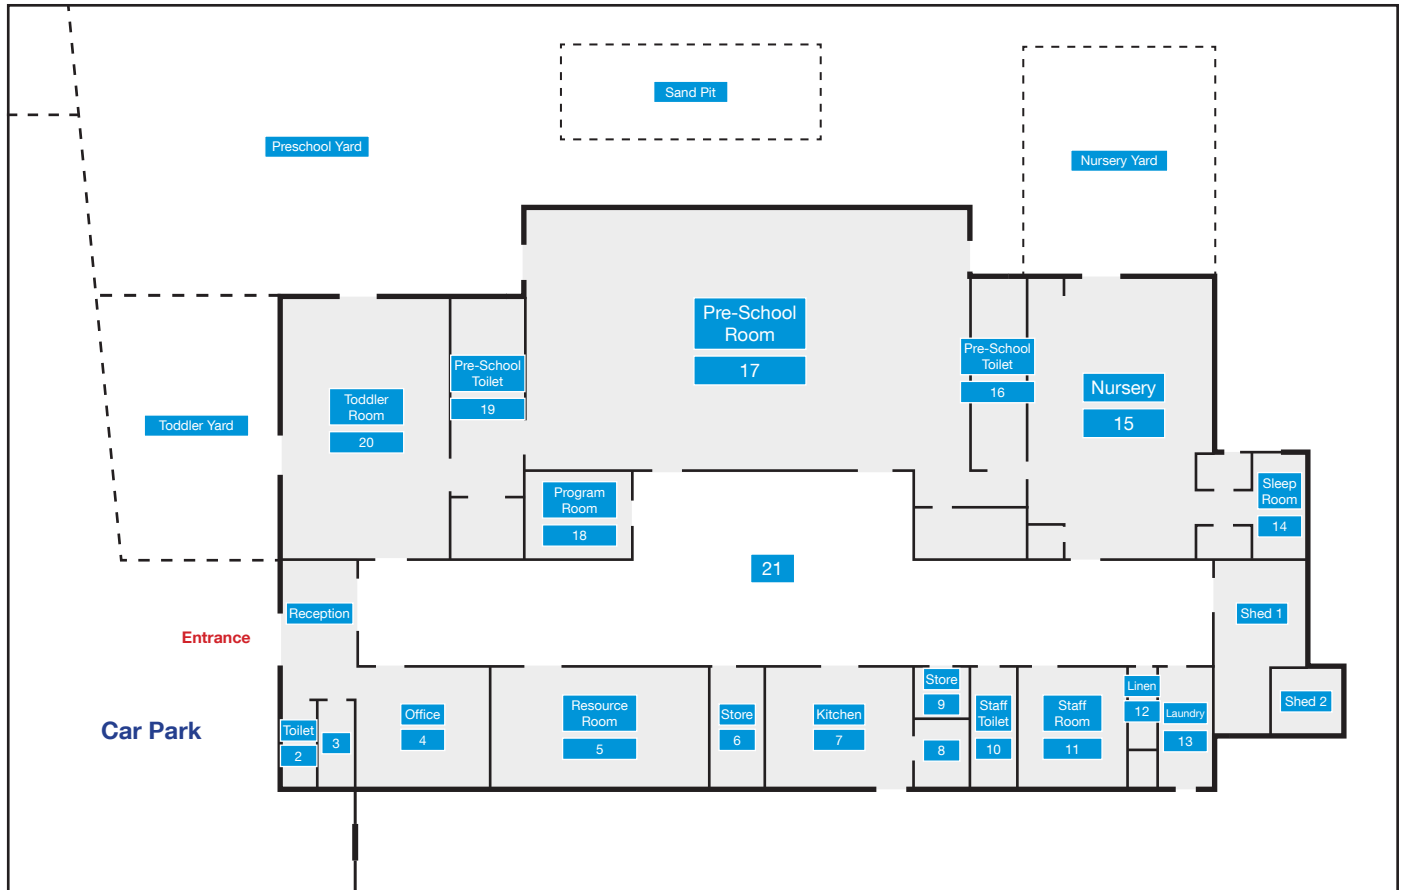 Sand Pit
Preschool Yard
Nursery Yard
Pre-School
Room
17
Pre-School
Toilet
16
Pre-School
Toilet
19
Nursery
15
Toddler
Room
20
Toddler Yard
Program
Room
18
Sleep
Room
14
21
Reception
Shed 1
Entrance
Car Park
Toilet
2
3
Office
4
Resource
Room
5
Store
6
Kitchen
7
Store
9
8
Staff
Toilet
10
Staff
Room
11
Linen
12
Laundry
13
Shed 2